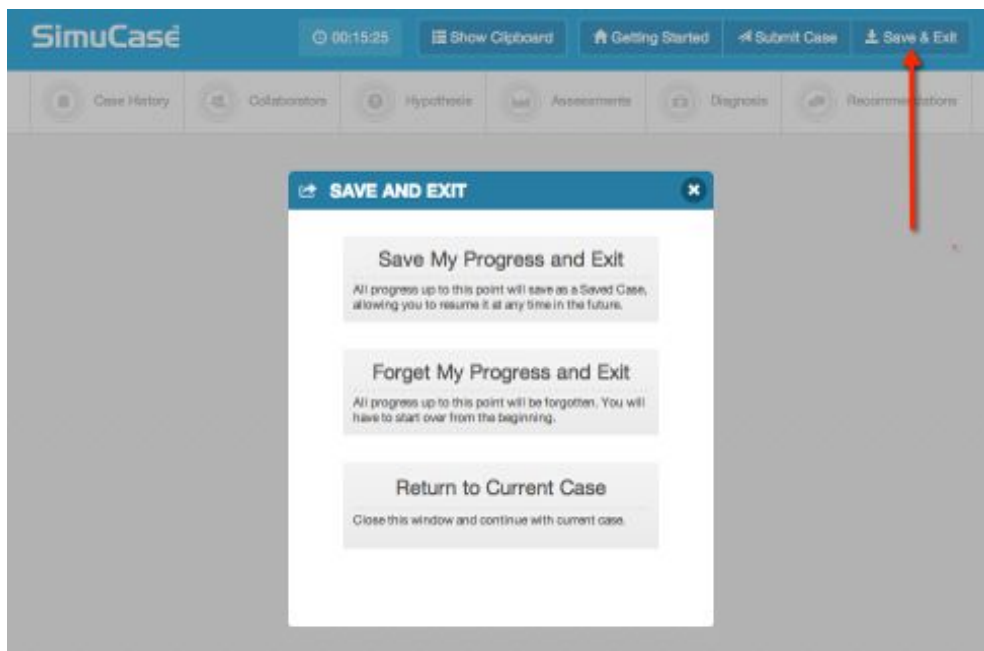 SimuCase
00:15:25
Show Clipboard
Getting Started
Submit Case
Save & Exit
Case History
Collaborators
Hypothesis
Assessments
Diagnosis
Recommendations
SAVE AND EXIT
Save My Progress and Exit
All progress up to this point will save as a Saved Case,
allowing you to resume it at any time in the future.
Forget My Progress and Exit
All progress up to this point will be forgotten. You will
have to start over from the beginning.
Return to Current Case
Close this window and continue with current case.